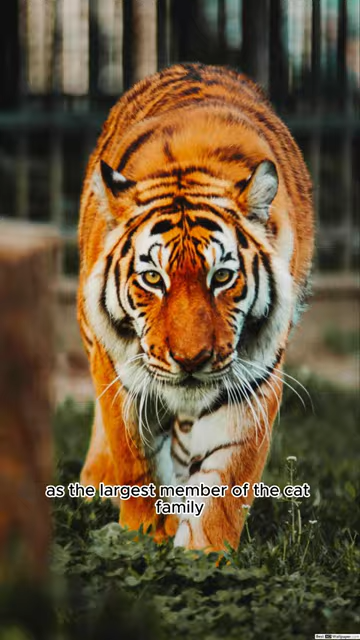 as the largest member of the cat
family